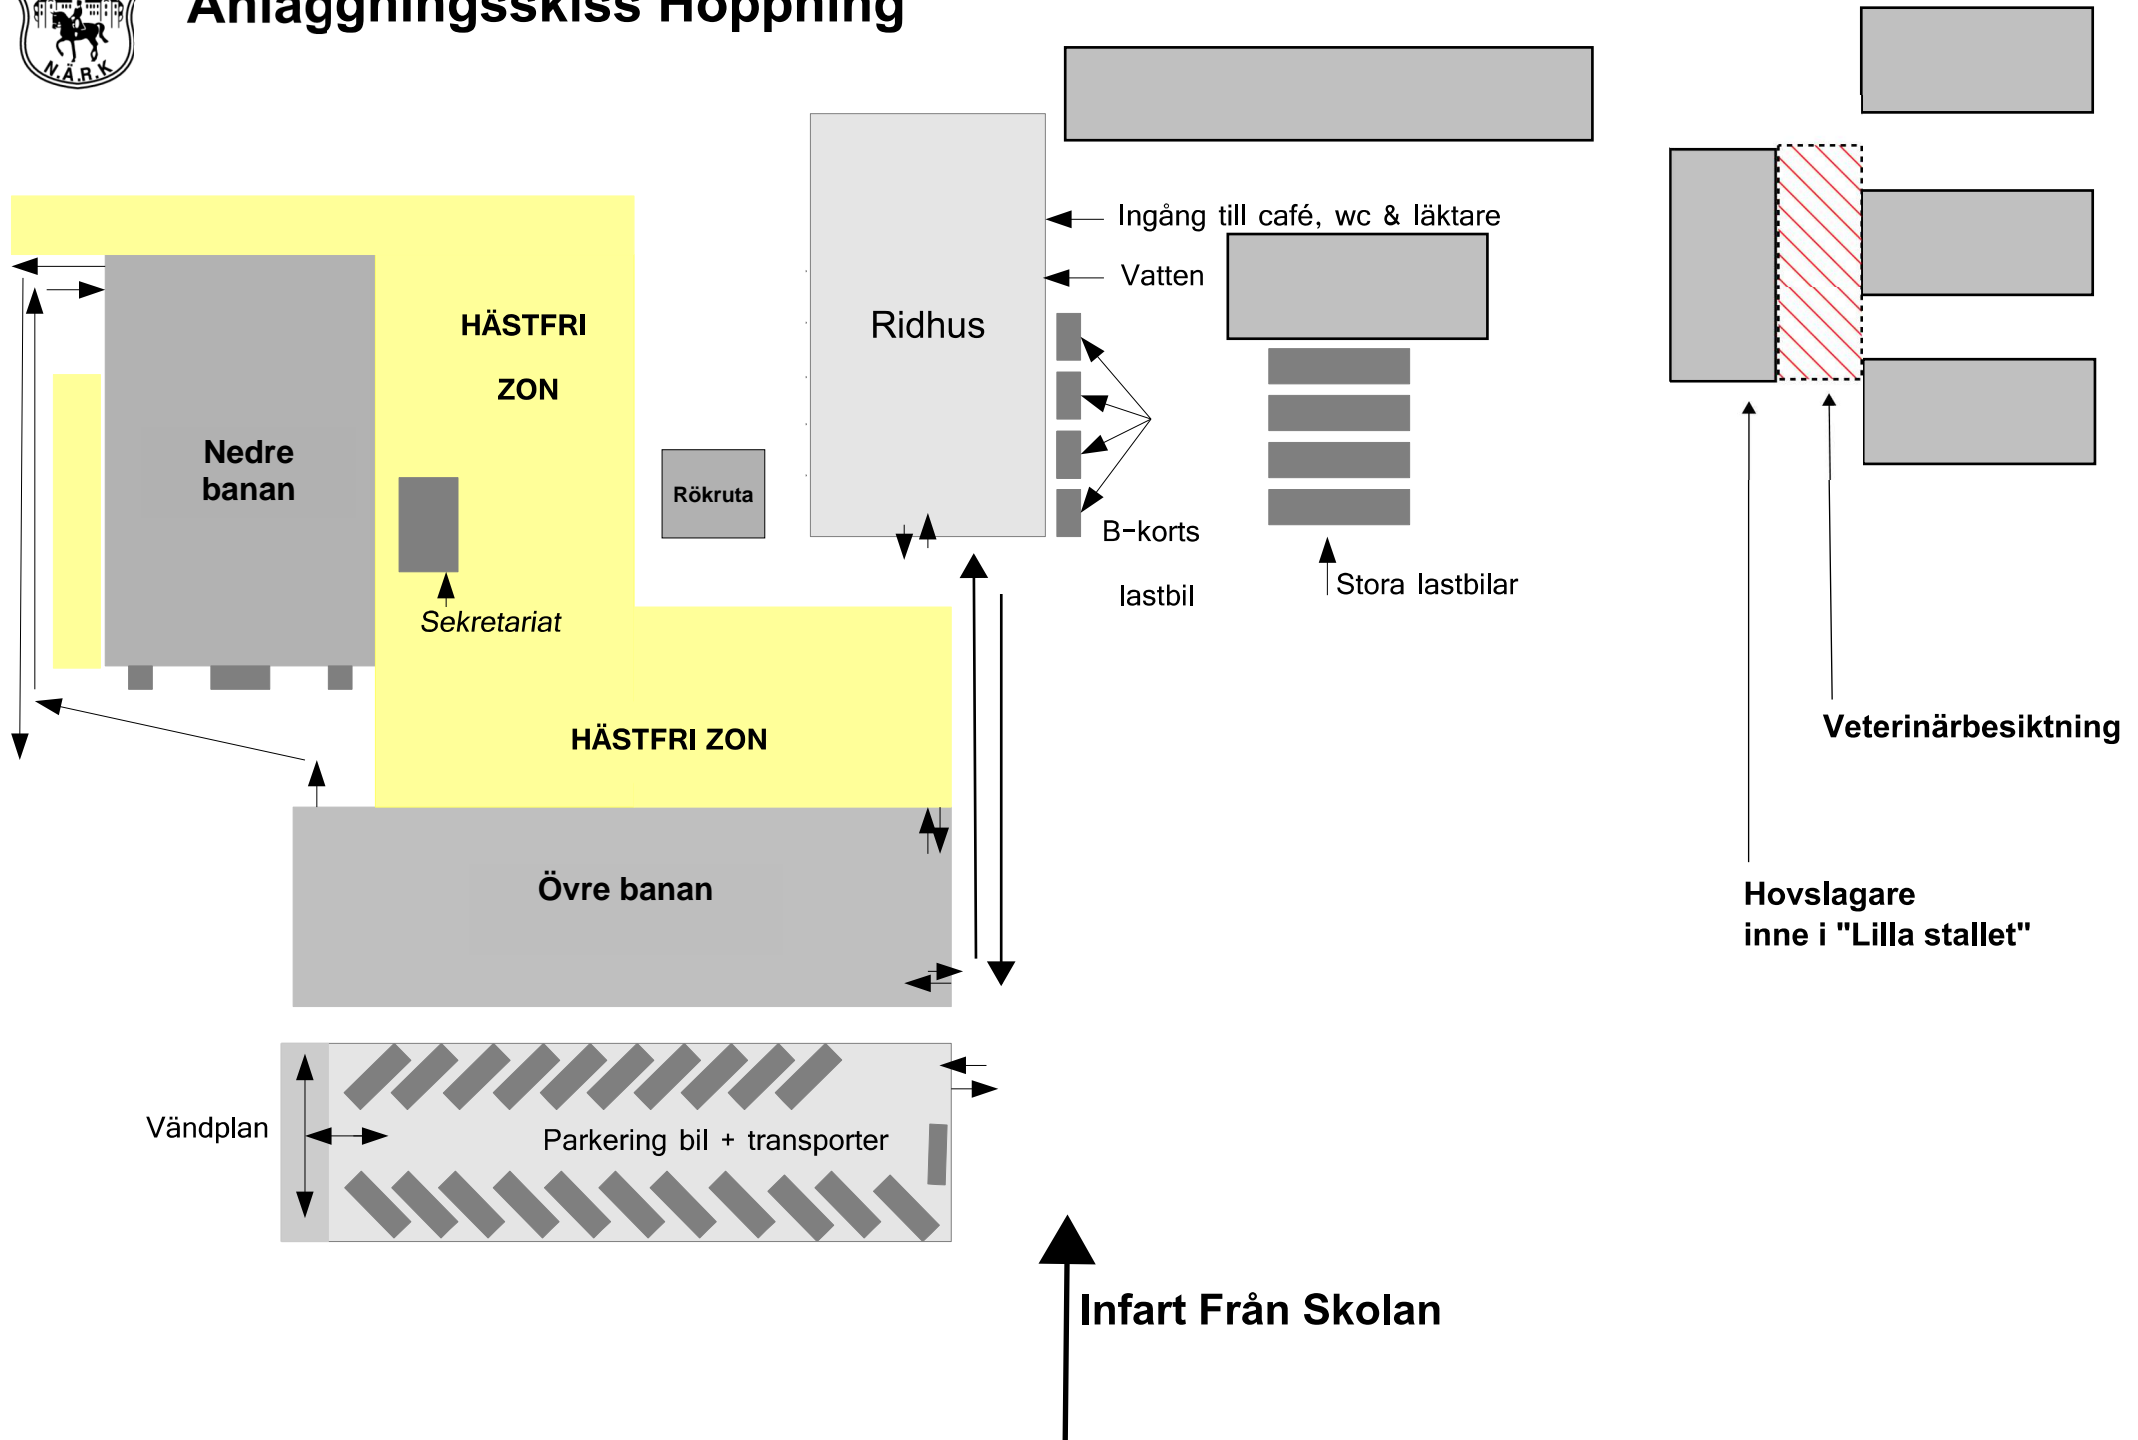 Anläggningsskiss Hoppning
N.Ä.R.K
Ingång till café, wc & läktare
Vatten
HÄSTFRI
ZON
Ridhus
Nedre
banan
Rökruta
B-korts
lastbil
Stora lastbilar
Sekretariat
HÄSTFRI ZON
Veterinärbesiktning
Övre banan
Hovslagare
inne i "Lilla stallet"
Vändplan
Parkering bil + transporter
Infart Från Skolan